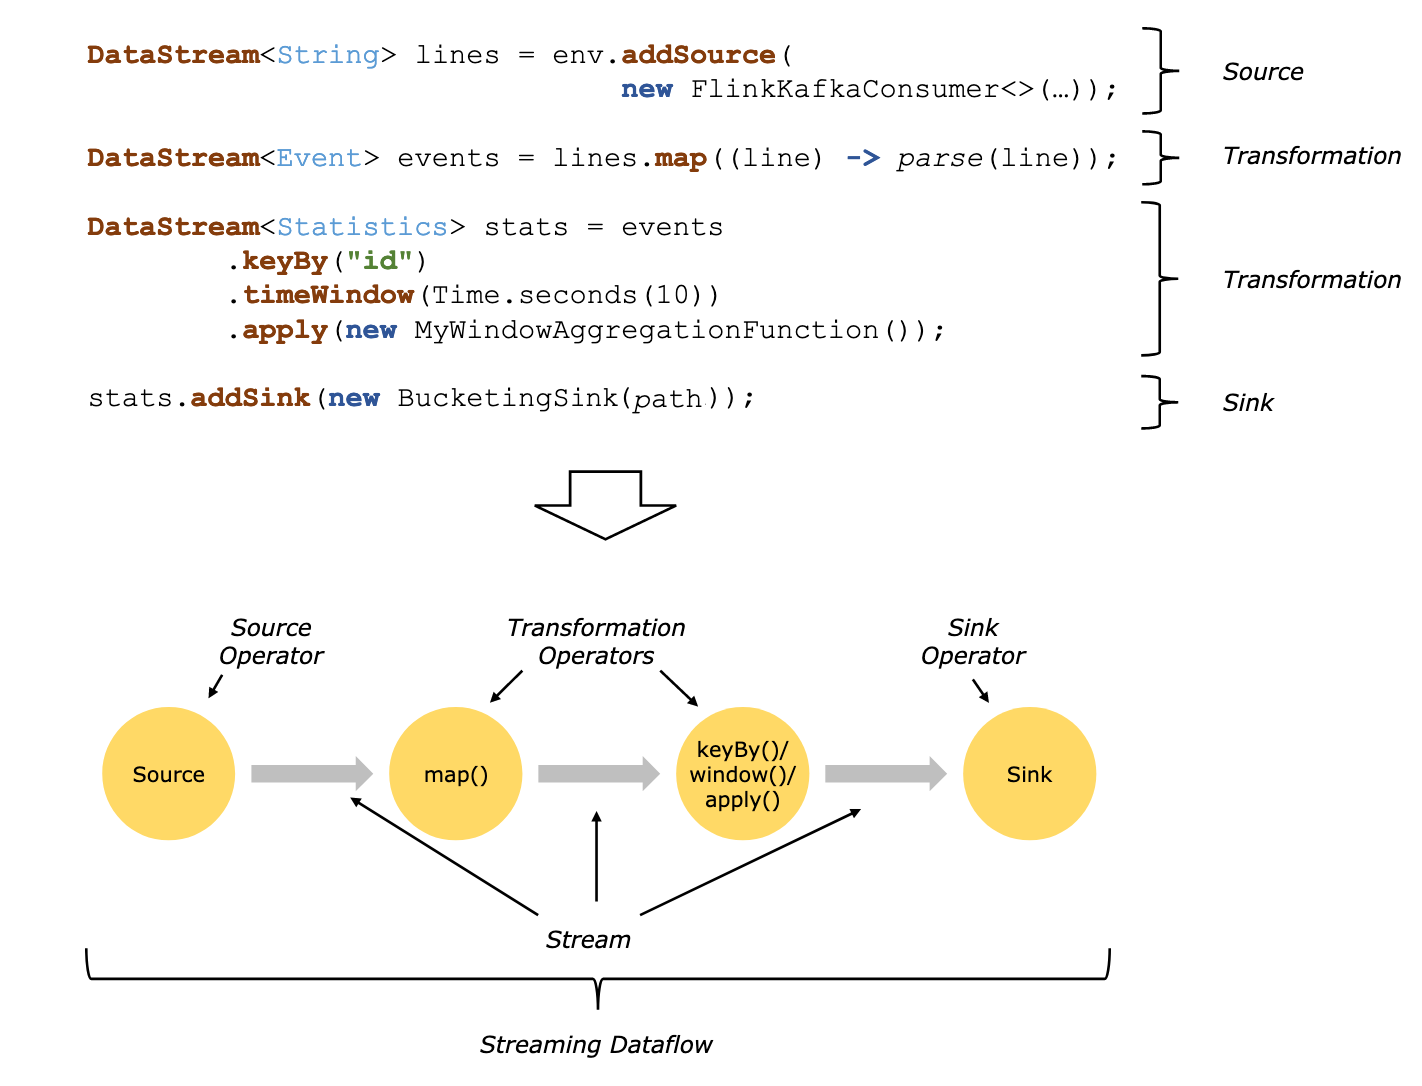 DataStream<String> lines = env.addSource(
new FlinkKafkaConsumer<>(…));
Source
DataStream<Event> events = lines.map((line) -> parse(line));
Transformation
DataStream<Statistics> stats = events
.keyBy("id")
.timeWindow(Time.seconds(10))
.apply(new MyWindowAggregationFunction());
Transformation
stats.addSink(new BucketingSink(path));
Sink
Source
Operator
Transformation
Operators
Sink
Operator
Source
map()
keyBy()/
window()/
apply()
Sink
Stream
Streaming Dataflow